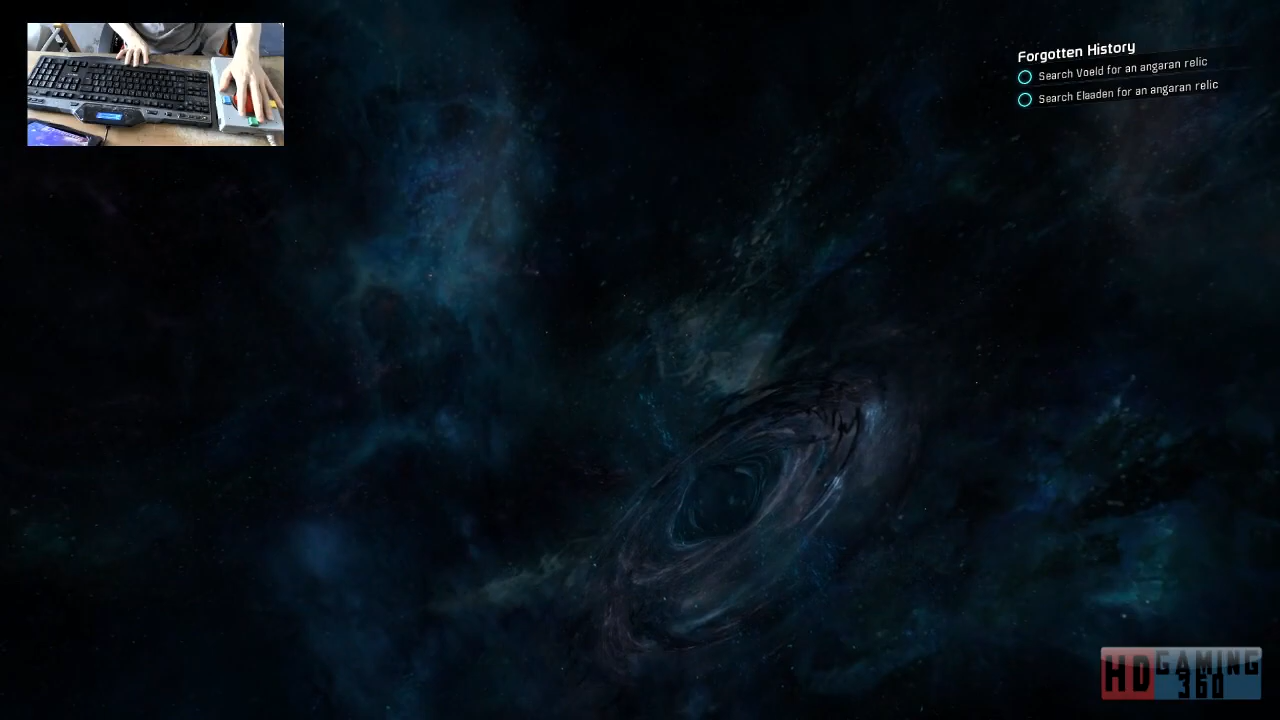 Forgotten History
Search Voeld for an angaran relic
Search Elaaden for an angaran relic
HD GAMING
360